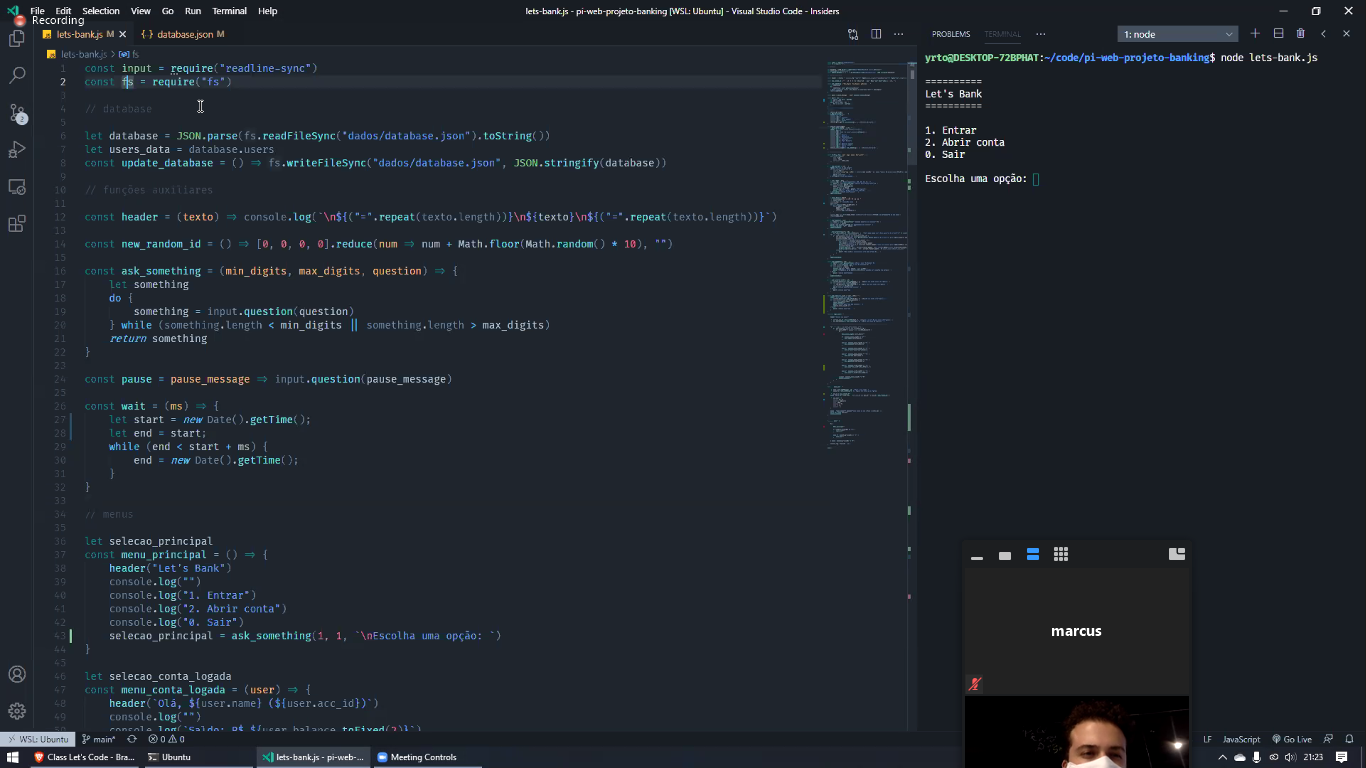 File Edit Selection View Go Run Terminal Help
lets-bank.js - pi-web-projeto-banking [WSL: Ubuntu] - Visual Studio Code - Insiders
Recording
lets-bank.js M
database.json M
lets-bank.js > fs
1 const input = require("readline-sync")
2 const fs = require("fs")
3
4 // database
5
6 let database = JSON.parse(fs.readFileSync("dados/database.json").toString())
7 let users_data = database.users
8 const update_database = () => fs.writeFileSync("dados/database.json", JSON.stringify(database))
9
10 // funções auxiliares
11
12 const header = (texto) => console.log(`\n${("=".repeat(texto.length))}\n${texto}\n${("=".repeat(texto.length))}`)
13
14 const new_random_id = () => [0, 0, 0, 0].reduce(num => num + Math.floor(Math.random() * 10), "")
15
16 const ask_something = (min_digits, max_digits, question) => {
17 let something
18 do {
19 something = input.question(question)
20 } while (something.length < min_digits || something.length > max_digits)
21 return something
22 }
23
24 const pause = pause_message => input.question(pause_message)
25
26 const wait = (ms) => {
27 let start = new Date().getTime();
28 let end = start;
29 while (end < start + ms) {
30 end = new Date().getTime();
31 }
32 }
33
34 // menus
35
36 let selecao_principal
37 const menu_principal = () => {
38 header("Let's Bank")
39 console.log("")
40 console.log("1. Entrar")
41 console.log("2. Abrir conta")
42 console.log("0. Sair")
43 selecao_principal = ask_something(1, 1, `\nEscolha uma opção: `)
44 }
45
46 let selecao_conta_logada
47 const menu_conta_logada = (user) => {
48 header(`Olá, ${user.name} (${user.acc_id})`)
49 console.log("")
50 console.log(`Saldo: R$ ${user.balance.toFixed(2)}`)
PROBLEMS TERMINAL ··· 1: node
yrto@DESKTOP-72BPHAT:~/code/pi-web-projeto-banking$ node lets-bank.js
==========
Let's Bank
==========
1. Entrar
2. Abrir conta
0. Sair
Escolha uma opção:
marcus
2
WSL: Ubuntu main* 0 0
LF JavaScript Go Live
Class Let's Code - Bra... Ubuntu lets-bank.js - pi-web-... Meeting Controls
21:23